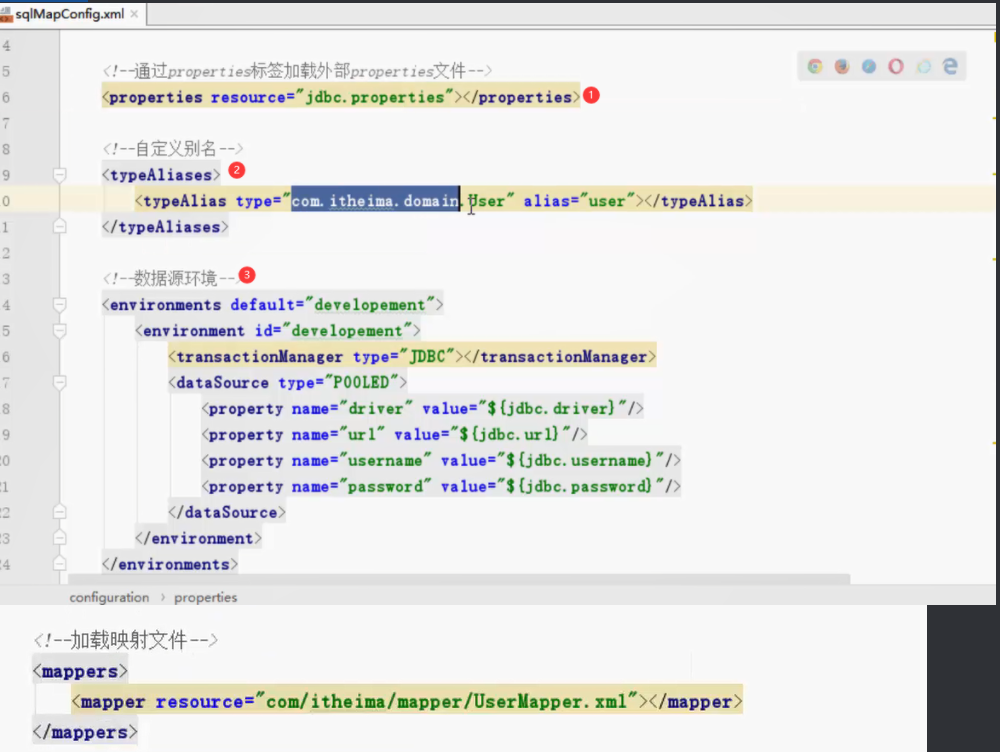 sqlMapConfig.xml ×
4
5 <!--通过properties标签加载外部properties文件-->
6 <properties resource="jdbc.properties"></properties> 1
7
8 <!--自定义别名-->
9 <typeAliases> 2
0 <typeAlias type="com.itheima.domain.User" alias="user"></typeAlias>
1 </typeAliases>
2
3 <!--数据源环境--> 3
4 <environments default="developement">
5 <environment id="developement">
6 <transactionManager type="JDBC"></transactionManager>
7 <dataSource type="POOLED">
8 <property name="driver" value="${jdbc.driver}"/>
9 <property name="url" value="${jdbc.url}"/>
20 <property name="username" value="${jdbc.username}"/>
21 <property name="password" value="${jdbc.password}"/>
22 </dataSource>
23 </environment>
24 </environments>
configuration › properties
<!--加载映射文件-->
<mappers>
<mapper resource="com/itheima/mapper/UserMapper.xml"></mapper>
</mappers>